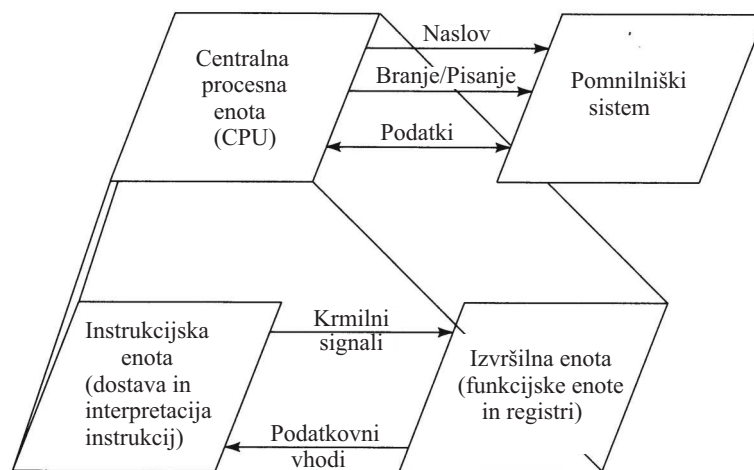 Centralna
procesna
enota
(CPU)
Naslov
Branje/Pisanje
Podatki
Pomnilniški
sistem
Instrukcijska
enota
(dostava in
interpretacija
instrukcij)
Krmilni
signali
Podatkovni
vhodi
Izvršilna enota
(funkcijske enote
in registri)